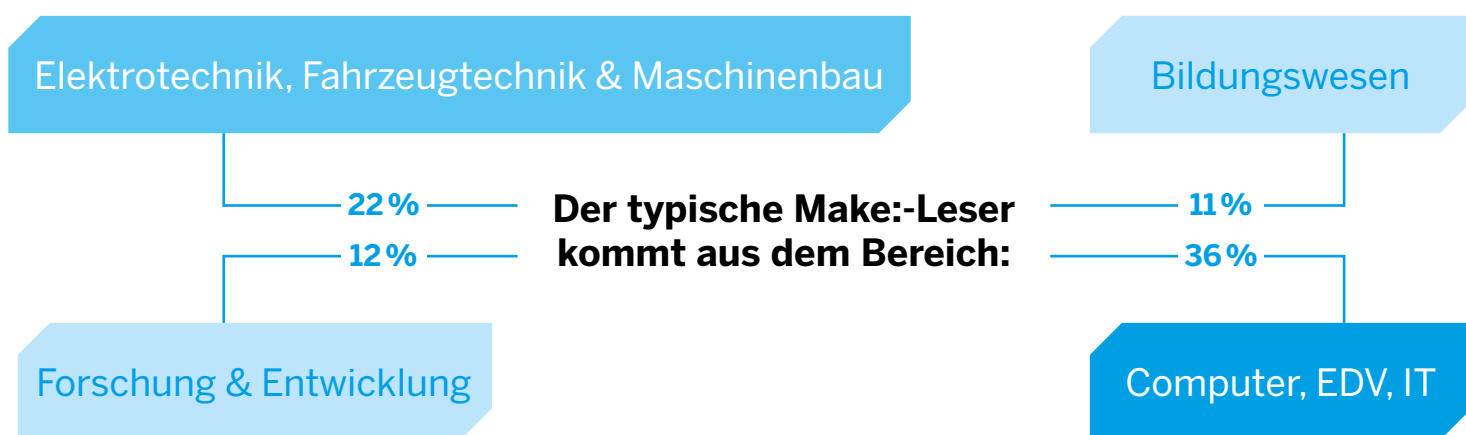 Elektrotechnik, Fahrzeugtechnik & Maschinenbau
Bildungswesen
22 %
Der typische Make:-Leser
11 %
12 %
kommt aus dem Bereich:
36 %
Forschung & Entwicklung
Computer, EDV, IT